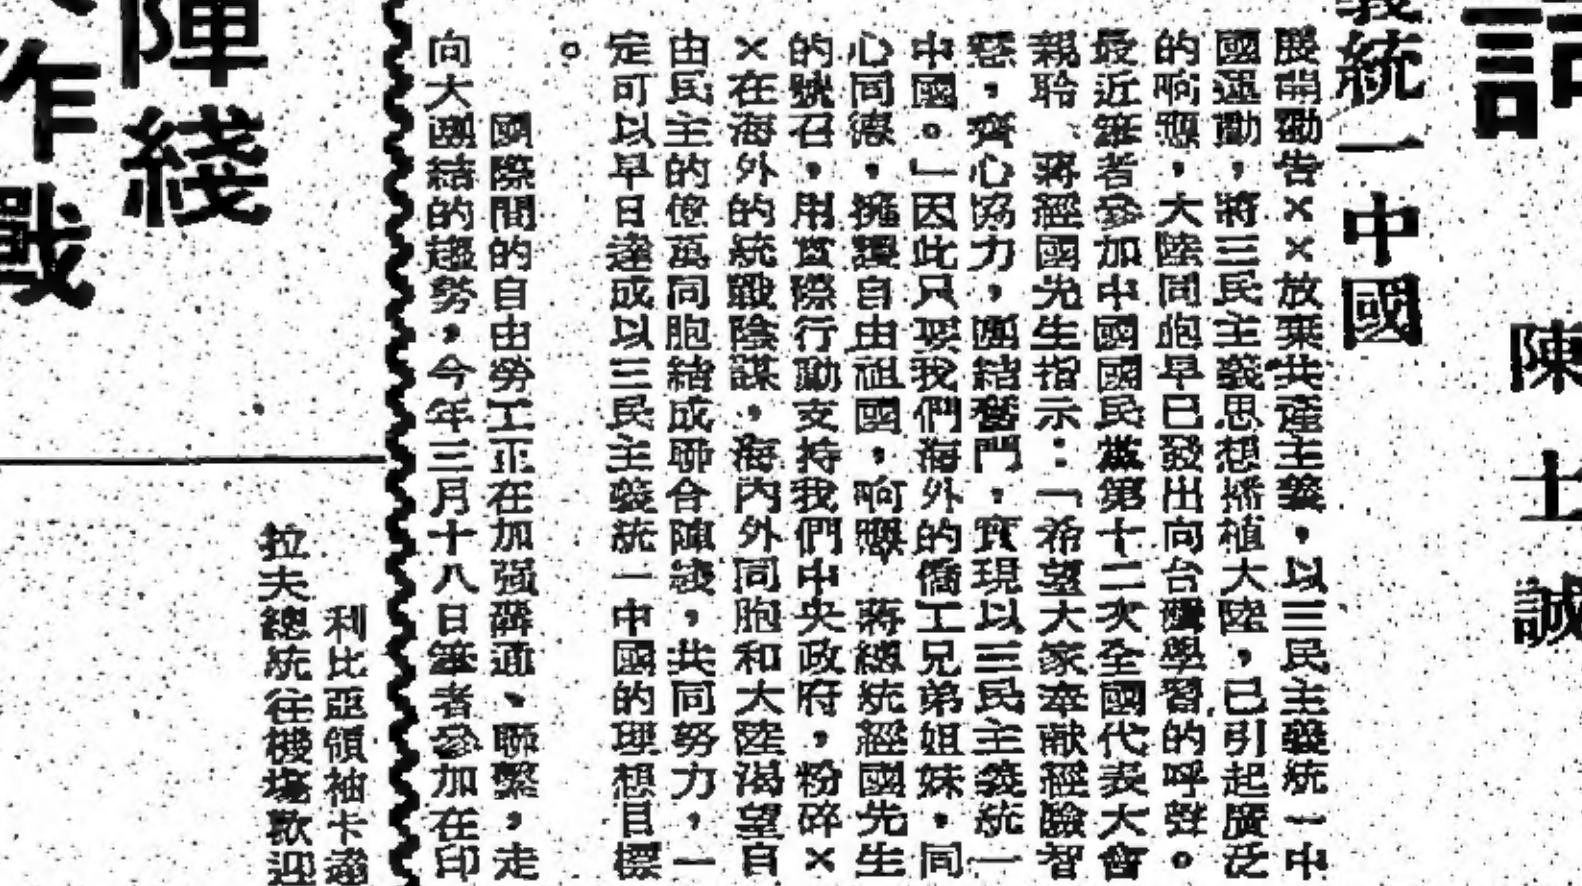 陳士誠
義統一中國
展開勸告××放棄共產主義，以三民主義統一中
國運動，將三民主義思想播植大陸，已引起廣泛
的响應，大陸同胞早已發出向台灣學習的呼聲。
最近筆者參加中國國民黨第十二次全國代表大會
親聆　蔣經國先生指示：「希望大家奉献經驗智
慧，齊心協力，團結奮鬥，實現以三民主義統一
中國。」因此只要我們海外的僑工兄弟姐妹，同
心同德，擁護自由祖國，响應　蔣總統經國先生
的號召，用實際行動支持我們中央政府，粉碎×
×在海外的統戰陰謀，海內外同胞和大陸渴望自
由民主的億萬同胞結成聯合陣綫，共同努力，一
定可以早日達成以三民主義統一中國的理想目標
。
國際間的自由勞工正在加强溝通、聯繫，走
向大團結的趨勢，今年三月十八日筆者參加在印
陣綫
作戰
利比亞領袖卡達
拉夫總統往機塲歡迎